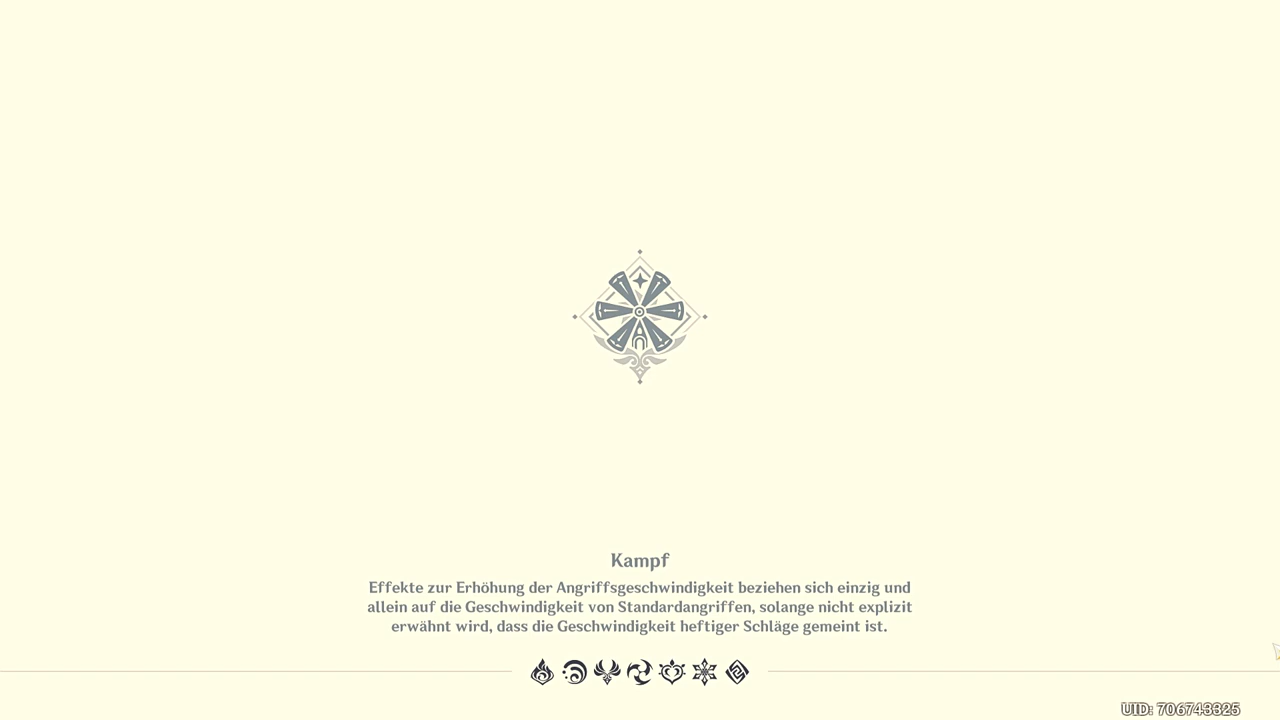 Kampf
Effekte zur Erhöhung der Angriffsgeschwindigkeit beziehen sich einzig und
allein auf die Geschwindigkeit von Standardangriffen, solange nicht explizit
erwähnt wird, dass die Geschwindigkeit heftiger Schläge gemeint ist.
UID: 706743325